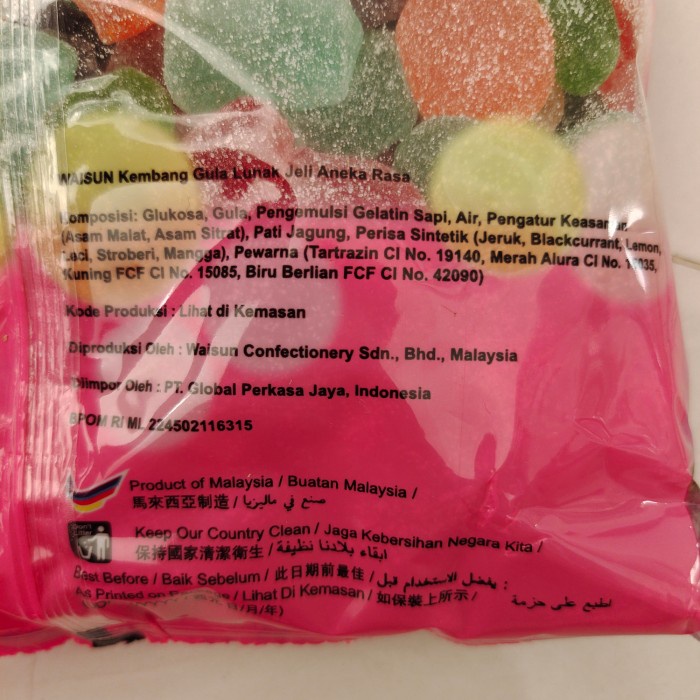 WAISUN Kembang Gula Lunak Jeli Aneka Rasa
Komposisi: Glukosa, Gula, Pengemulsi Gelatin Sapi, Air, Pengatur Keasaman
(Asam Malat, Asam Sitrat), Pati Jagung, Perisa Sintetik (Jeruk, Blackcurrant, Lemon,
Leci, Stroberi, Mangga), Pewarna (Tartrazin CI No. 19140, Merah Alura CI No.
Kuning FCF CI No. 15085, Biru Berlian FCF CI No. 42090)
Kode Produksi : Lihat di Kemasan
Diproduksi Oleh : Waisun Confectionery Sdn., Bhd., Malaysia
Diimpor Oleh : PT. Global Perkasa Jaya, Indonesia
BPOM RI ML 224502116315
Product of Malaysia / Buatan Malaysia /
馬來西亞制造 / صنع في ماليزيا
Keep Our Country Clean / Jaga Kebersihan Negara Kita /
保持國家清潔衛生 / ابقاء بلادنا نظيفة
Best Before / Baik Sebelum / 此日期前最佳 / يفضل الاستخدام قبل :
As Printed on / Lihat Di Kemasan / 如保裝上所示 / اطبع على حزمة
/月/年)